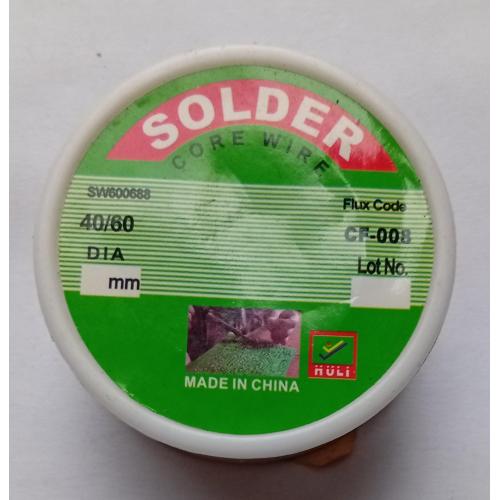 SOLDER
CORE WIRE
SW600688
40/60
DIA
mm
Flux Code
CF-008
Lot No.
MADE IN CHINA
HULI